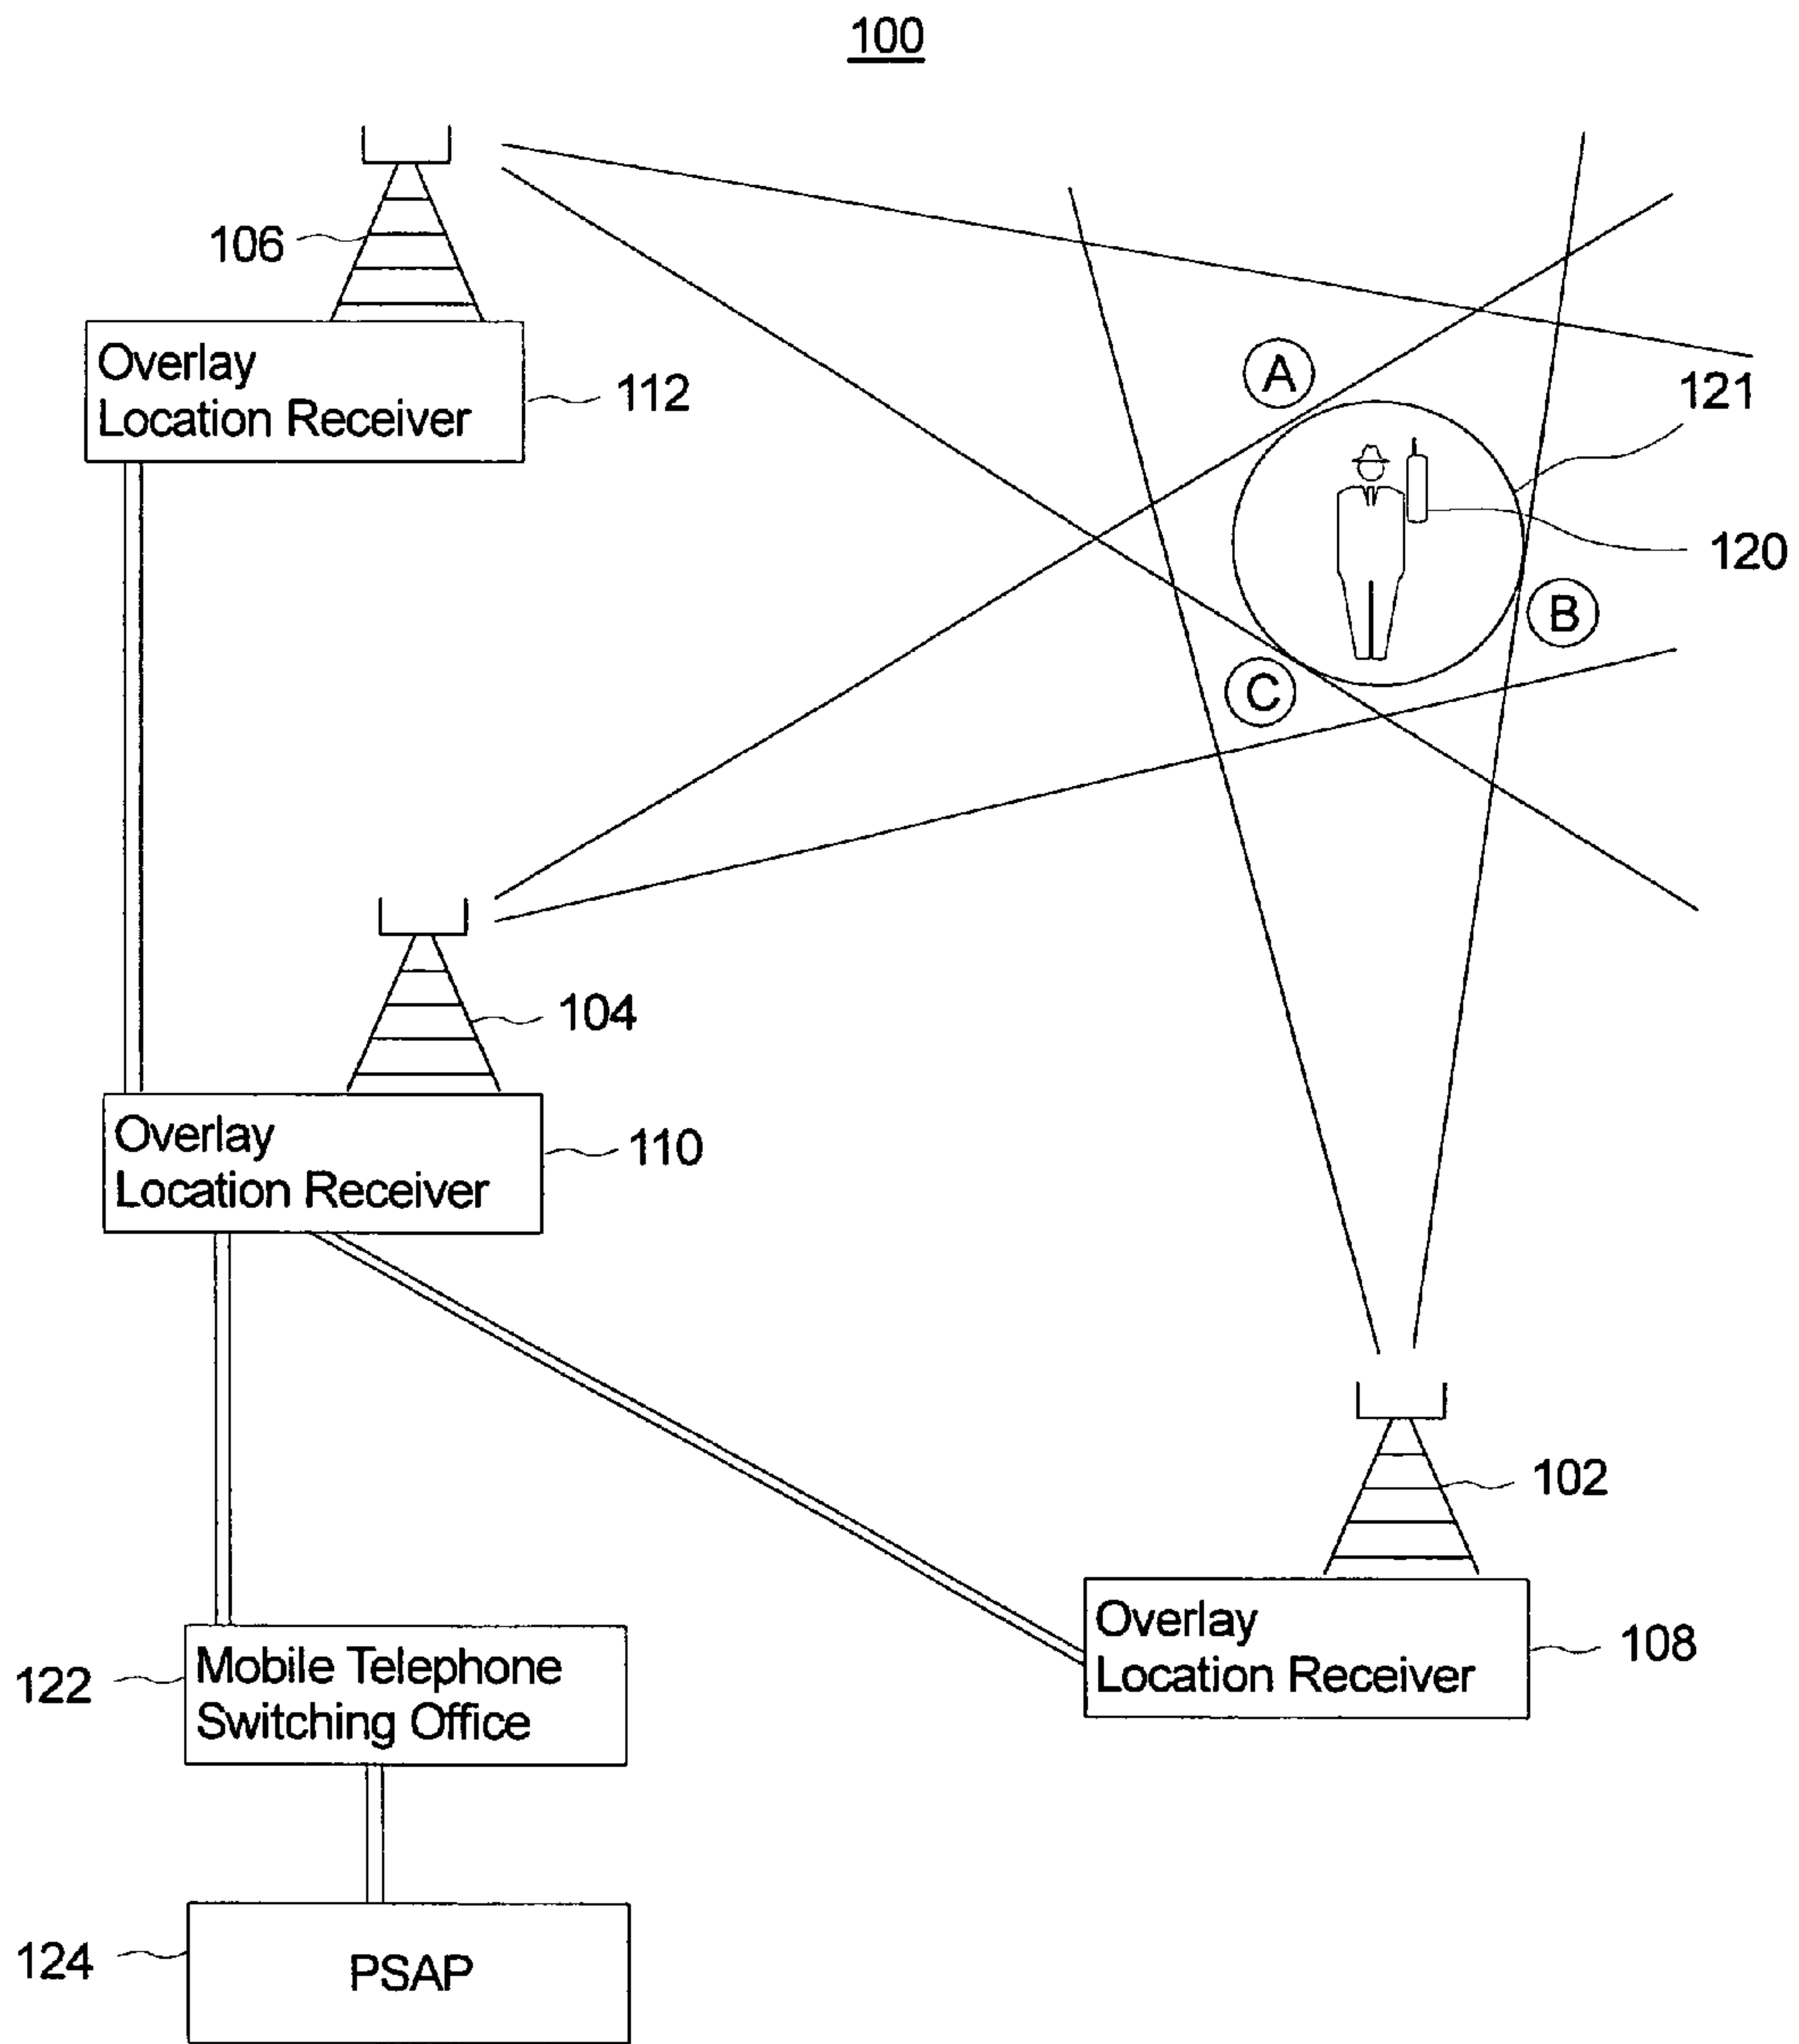 100
106
Overlay
Location Receiver
112
A
121
120
B
C
104
Overlay
Location Receiver
110
102
Overlay
Location Receiver
108
122
Mobile Telephone
Switching Office
124
PSAP